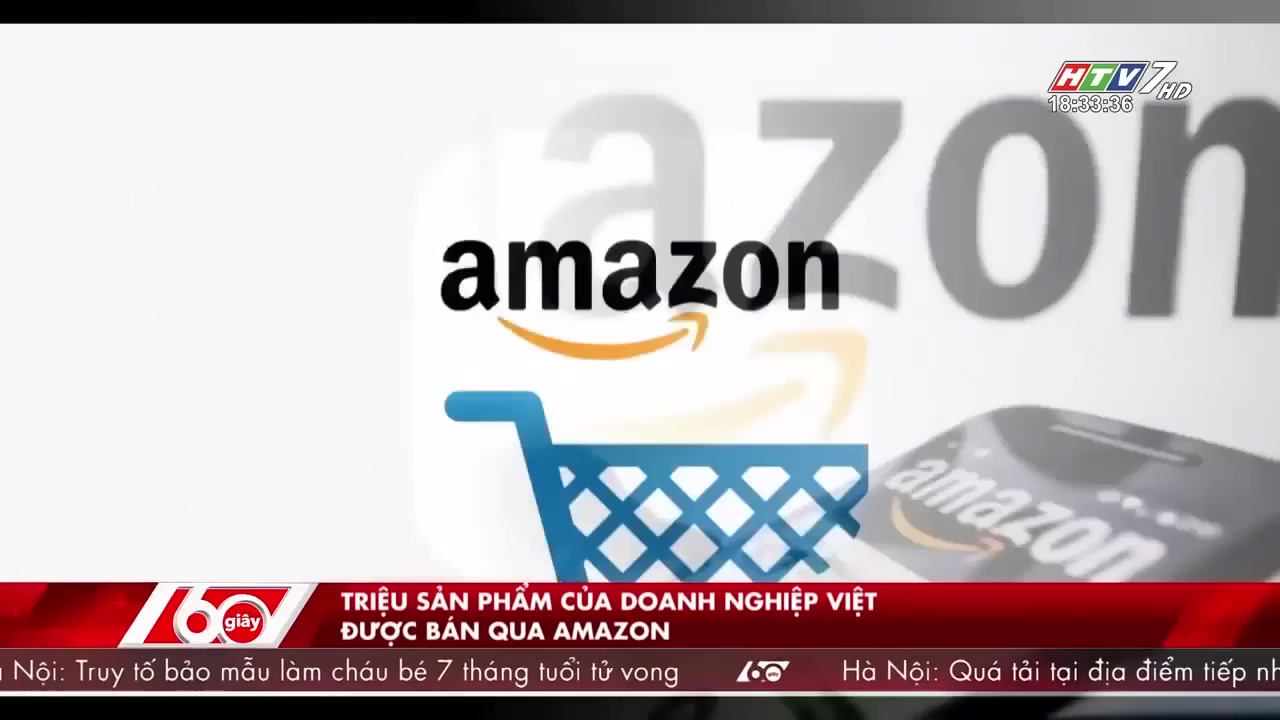 HTV7 HD
18:33:36
azon
amazon
amazon
60 giây
TRIỆU SẢN PHẨM CỦA DOANH NGHIỆP VIỆT
ĐƯỢC BÁN QUA AMAZON
Nội: Truy tố bảo mẫu làm cháu bé 7 tháng tuổi tử vong 60 giây Hà Nội: Quá tải tại địa điểm tiếp